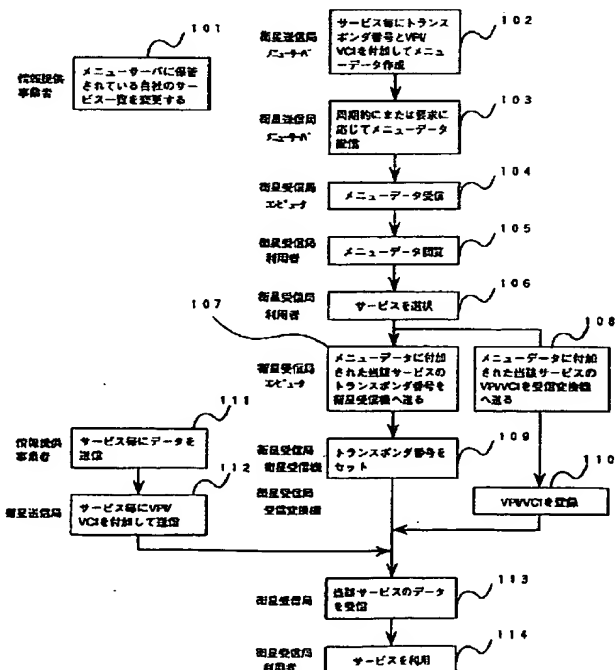 101
情報提供
事業者
メニューサーバに保管
されている自社のサー
ビス一覧を変更する
102
衛星送信局
メニューサーバ
サービス毎にトランス
ポンダ番号とVPI/
VCIを付加してメニュ
ーデータ作成
103
衛星送信局
メニューサーバ
周期的にまたは要求に
応じてメニューデータ
配信
104
衛星受信局
コンピュータ
メニューデータ受信
105
衛星受信局
利用者
メニューデータ閲覧
106
衛星受信局
利用者
サービスを選択
107
衛星受信局
コンピュータ
メニューデータに付加
された当該サービスの
トランスポンダ番号を
衛星受信機へ送る
108
メニューデータに付加
された当該サービスの
VPI/VCIを受信変換機
へ送る
109
衛星受信局
衛星受信機
トランスポンダ番号を
セット
衛星受信局
受信変換機
110
VPI/VCIを登録
111
情報提供
事業者
サービス毎にデータを
送信
112
衛星送信局
サービス毎にVPI/
VCIを付加して送信
113
衛星受信局
当該サービスのデータ
を受信
114
衛星受信局
利用者
サービスを利用